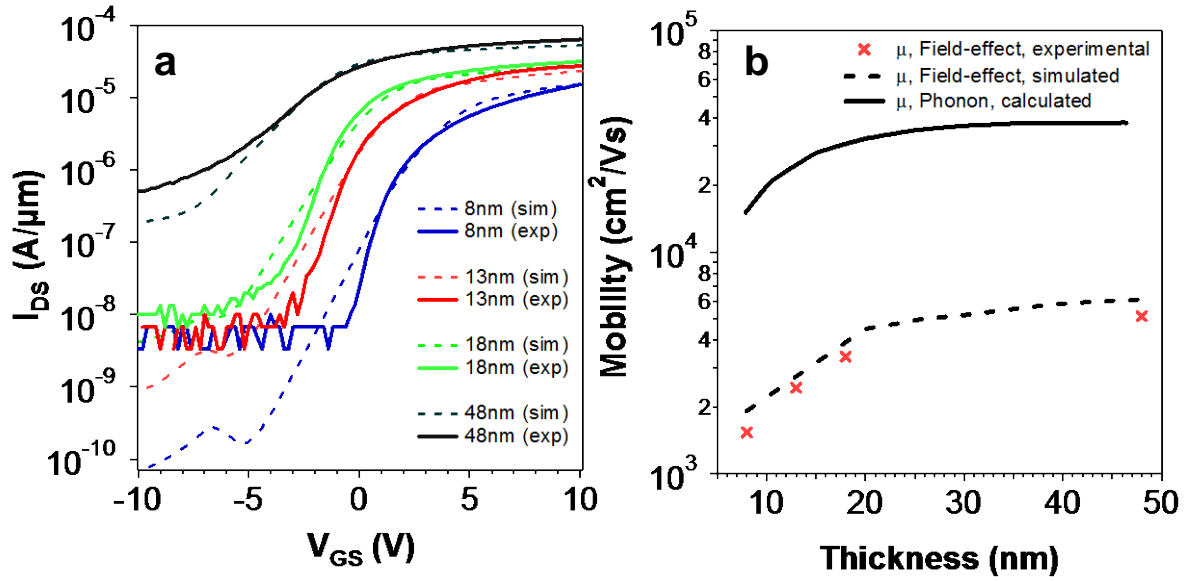 a
I_DS (A/μm)
10^-4
10^-5
10^-6
10^-7
10^-8
10^-9
10^-10
8nm (sim)
8nm (exp)
13nm (sim)
13nm (exp)
18nm (sim)
18nm (exp)
48nm (sim)
48nm (exp)
-10
-5
0
5
10
V_GS (V)
b
Mobility (cm^2/Vs)
10^5
8
6
4
2
10^4
8
6
4
2
10^3
μ, Field-effect, experimental
μ, Field-effect, simulated
μ, Phonon, calculated
10
20
30
40
50
Thickness (nm)